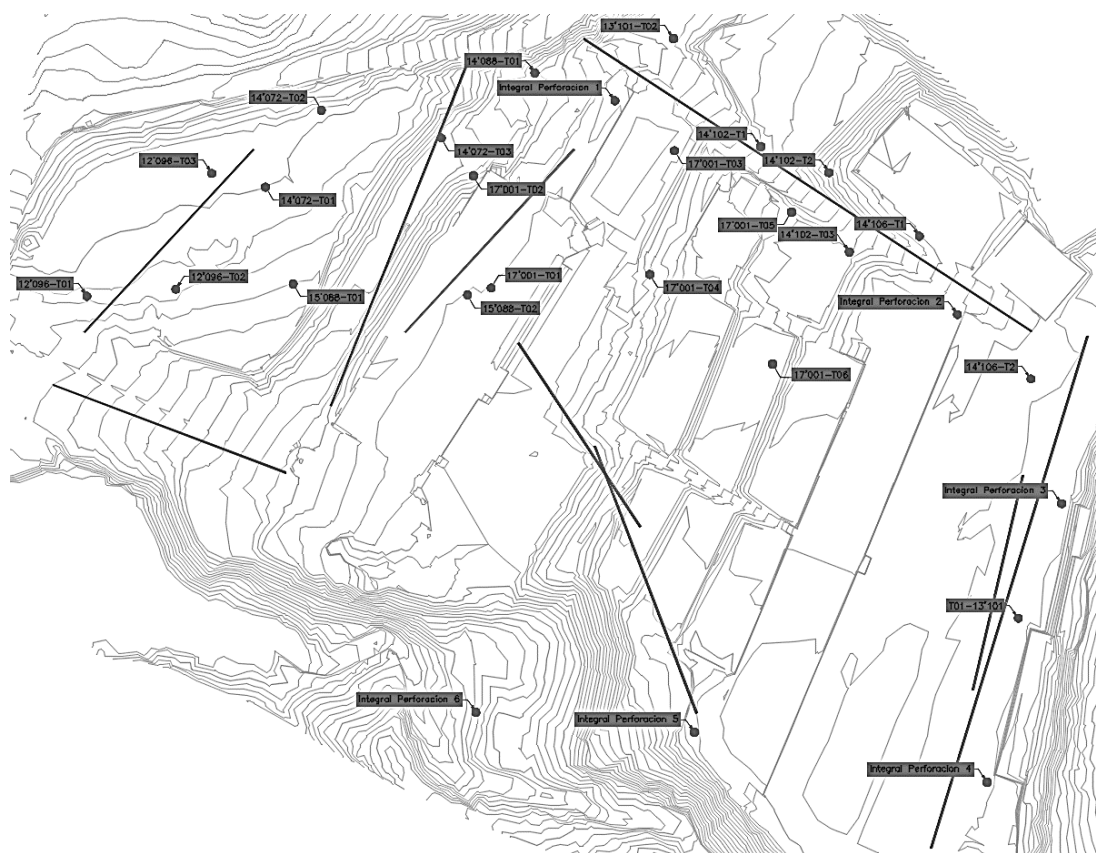 13*101-T02
14*088-T01
Integral Perforacion 1
14*072-T02
14*102-T1
14*072-T03
12*096-T03
17*001-T03
14*102-T2
17*001-T02
14*072-T01
17*001-T05
14*106-T1
14*102-T03
12*096-T01
12*096-T02
17*001-T01
15*088-T01
17*001-T04
15*088-T02
Integral Perforacion 2
14*106-T2
17*001-T06
Integral Perforacion 3
T01-13*101
Integral Perforacion 6
Integral Perforacion 5
Integral Perforacion 4